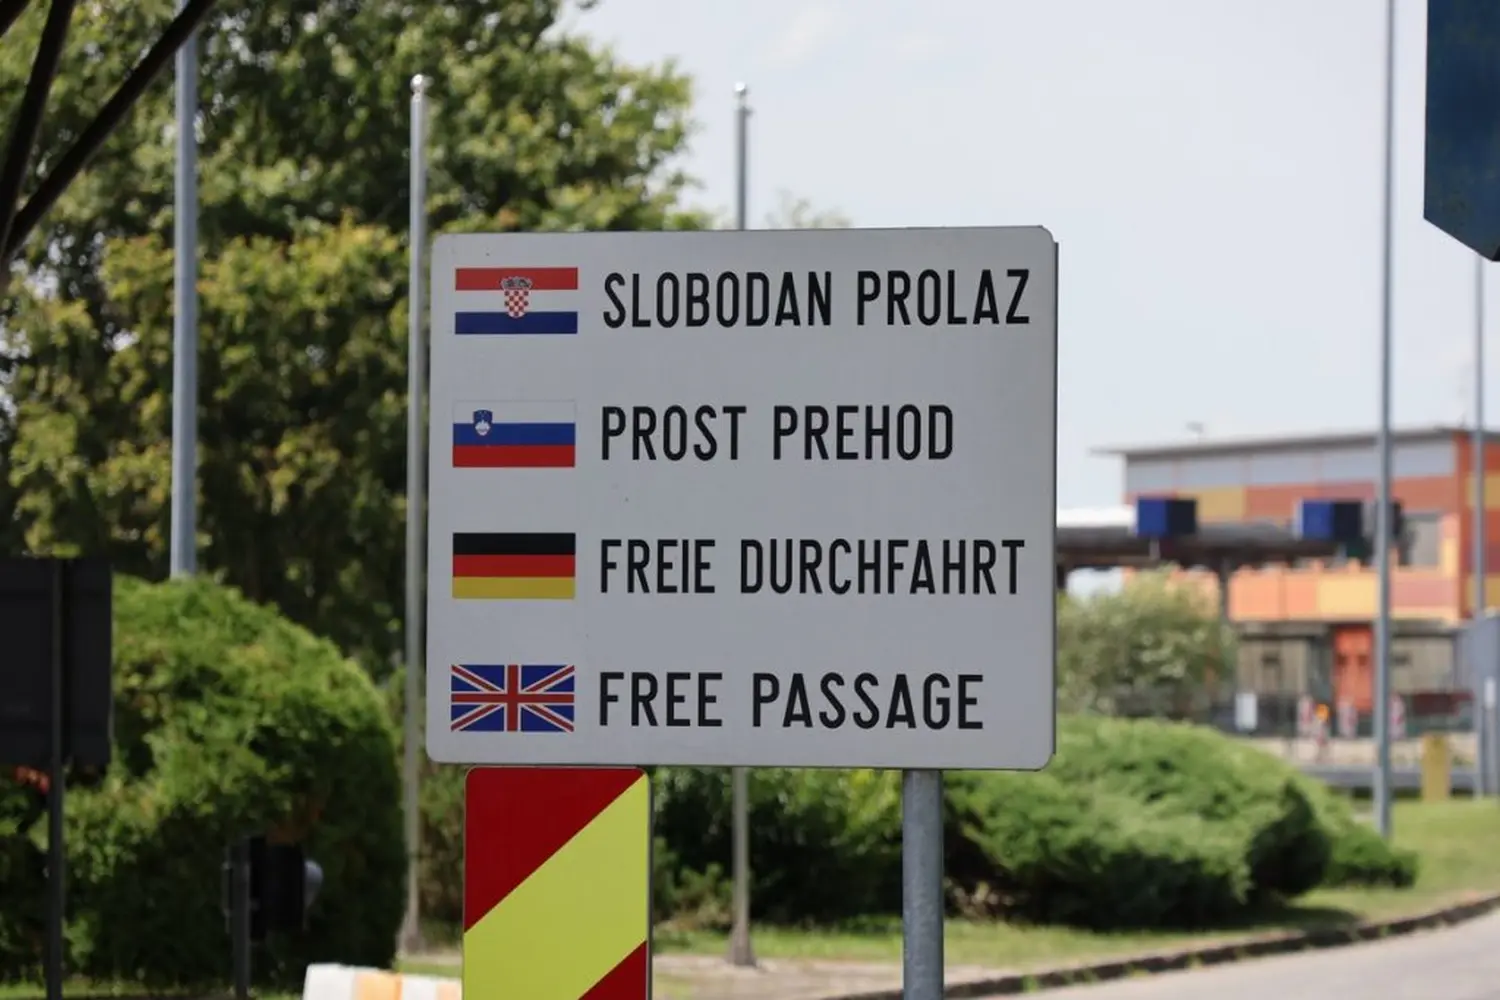 SLOBODAN PROLAZ
PROST PREHOD
FREIE DURCHFAHRT
FREE PASSAGE